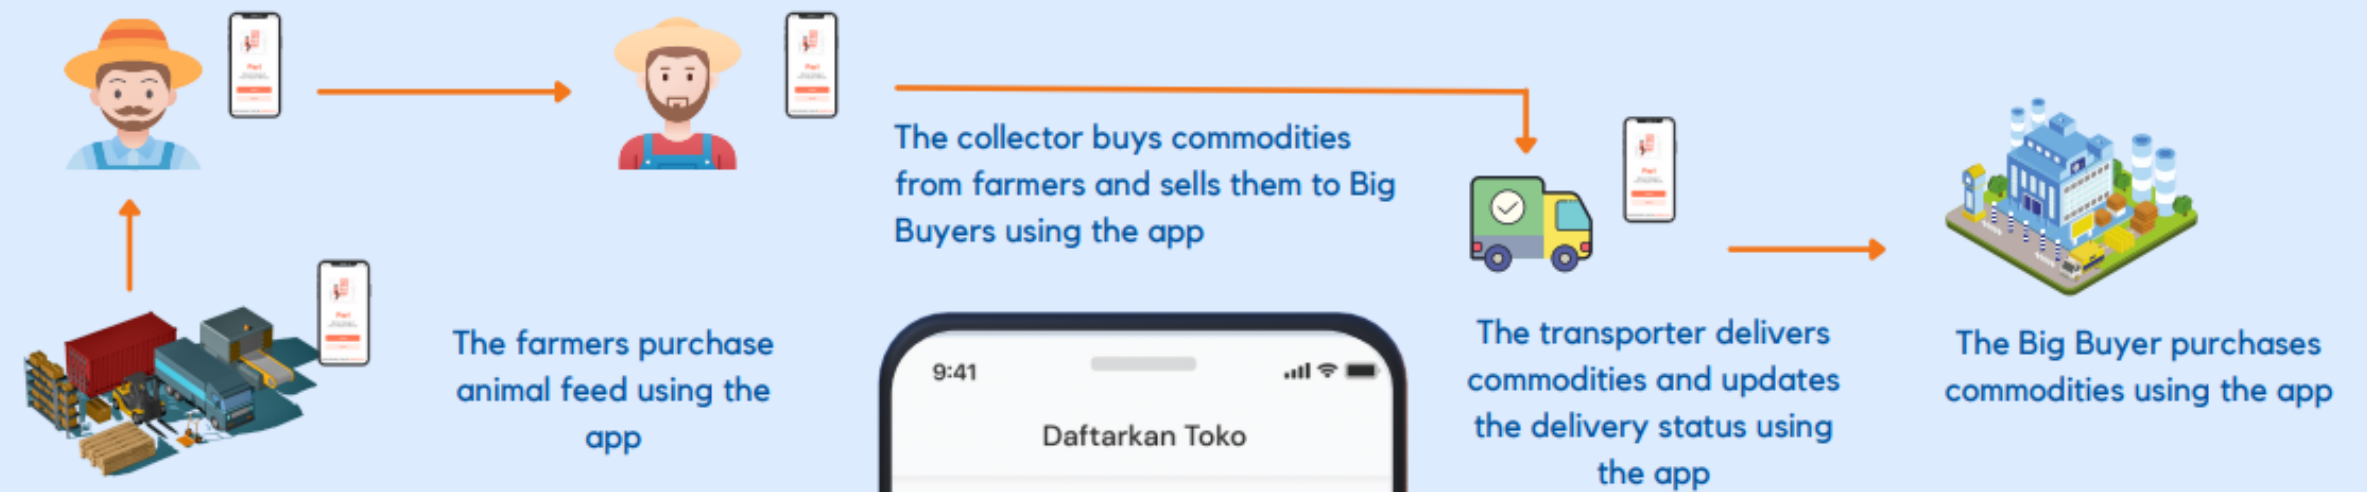 The collector buys commodities
from farmers and sells them to Big
Buyers using the app
The farmers purchase
animal feed using the
app
9:41
Daftarkan Toko
The transporter delivers
commodities and updates
the delivery status using
the app
The Big Buyer purchases
commodities using the app